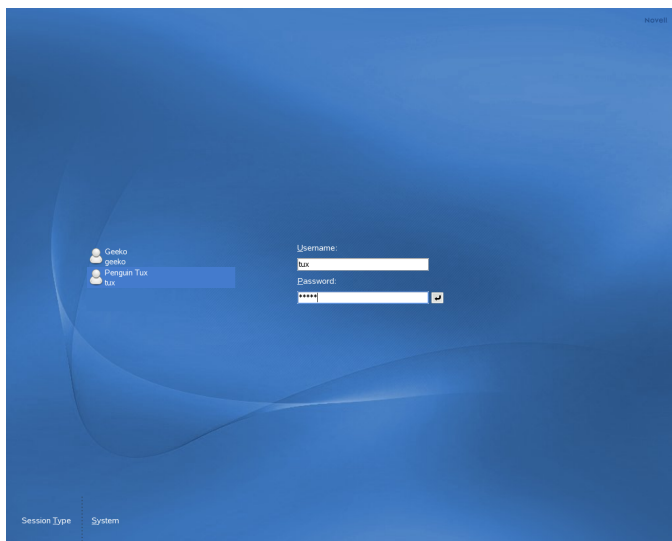 Novell
Geeko
geeko
Penguin Tux
tux
Username:
tux
Password:
*****
Session Type
System